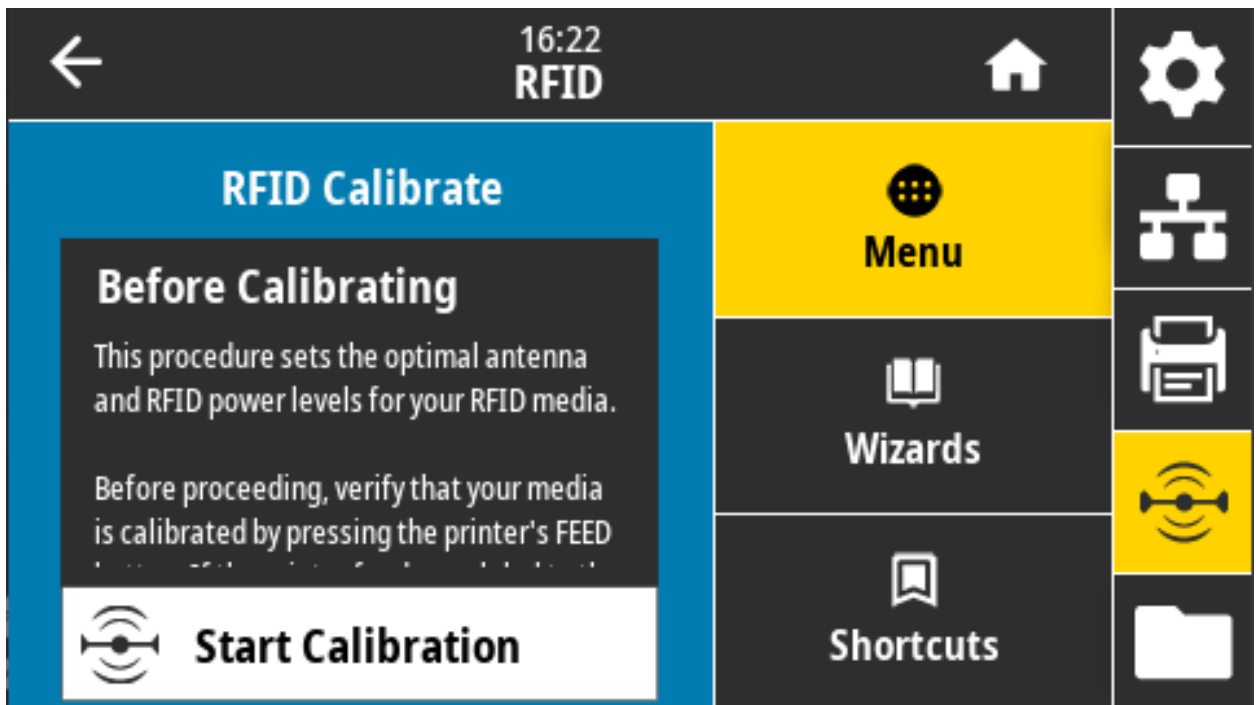 16:22
RFID
RFID Calibrate
Before Calibrating
This procedure sets the optimal antenna
and RFID power levels for your RFID media.
Before proceeding, verify that your media
is calibrated by pressing the printer's FEED
Start Calibration
Menu
Wizards
Shortcuts